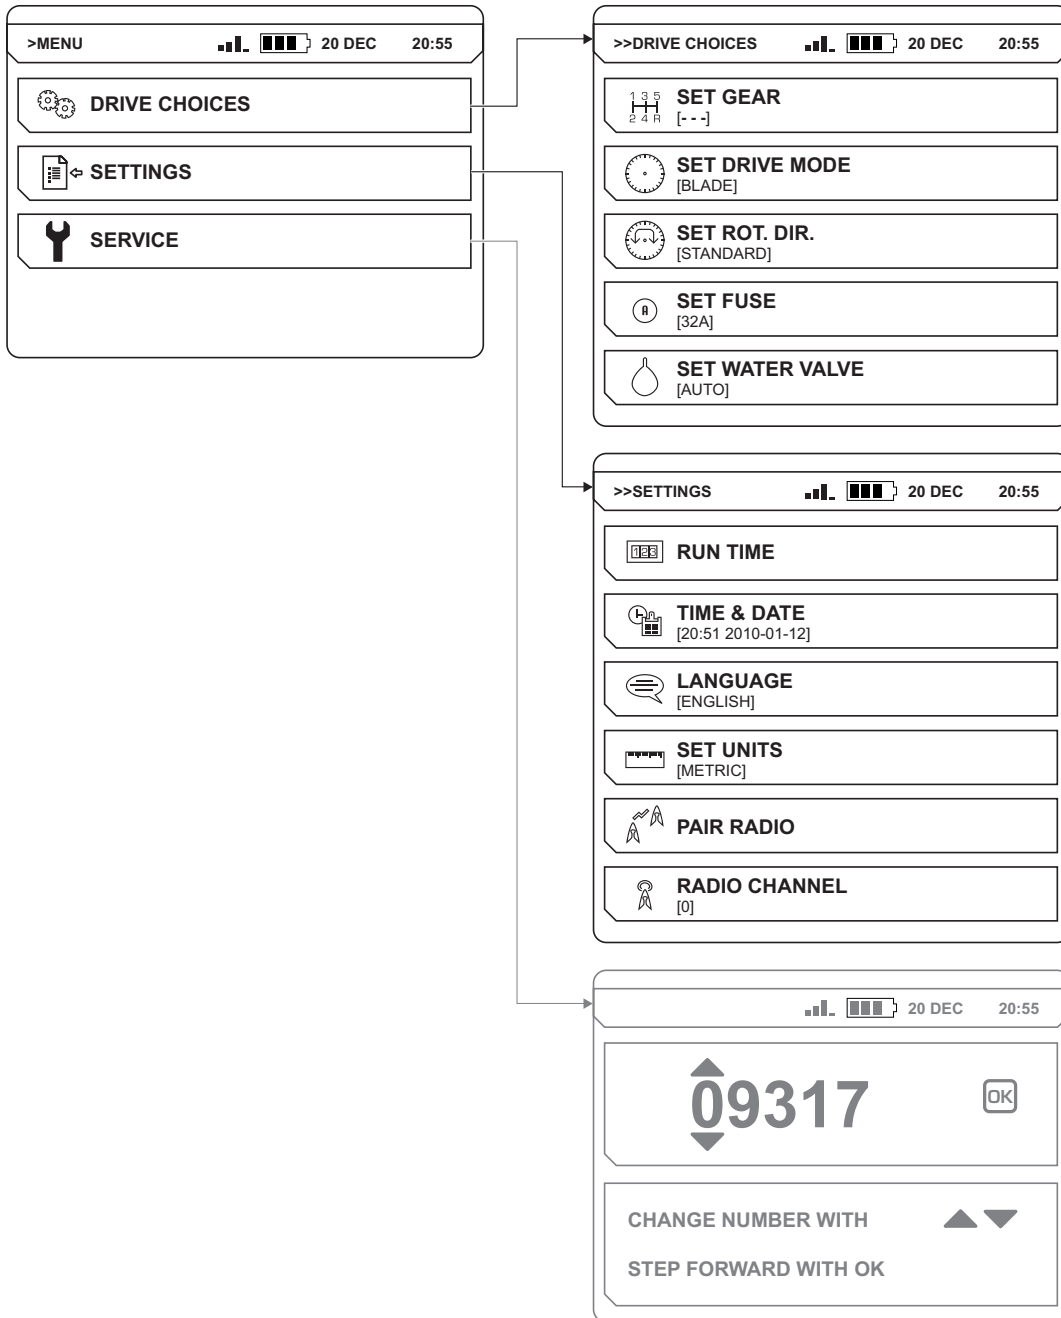 >MENU 20 DEC 20:55
DRIVE CHOICES
SETTINGS
SERVICE
>>DRIVE CHOICES 20 DEC 20:55
1 3 5
2 4 R
SET GEAR
[- - -]
SET DRIVE MODE
[BLADE]
SET ROT. DIR.
[STANDARD]
A
SET FUSE
[32A]
SET WATER VALVE
[AUTO]
>>SETTINGS 20 DEC 20:55
123 RUN TIME
TIME & DATE
[20:51 2010-01-12]
LANGUAGE
[ENGLISH]
SET UNITS
[METRIC]
PAIR RADIO
RADIO CHANNEL
[0]
20 DEC 20:55
09317 OK
CHANGE NUMBER WITH
STEP FORWARD WITH OK